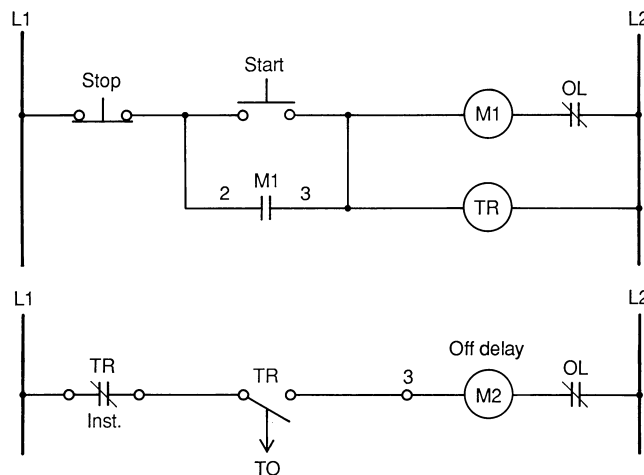 L1
L2
Stop
Start
M1
OL
2
M1
3
TR
L1
L2
TR
Inst.
TR
TO
3
Off delay
M2
OL